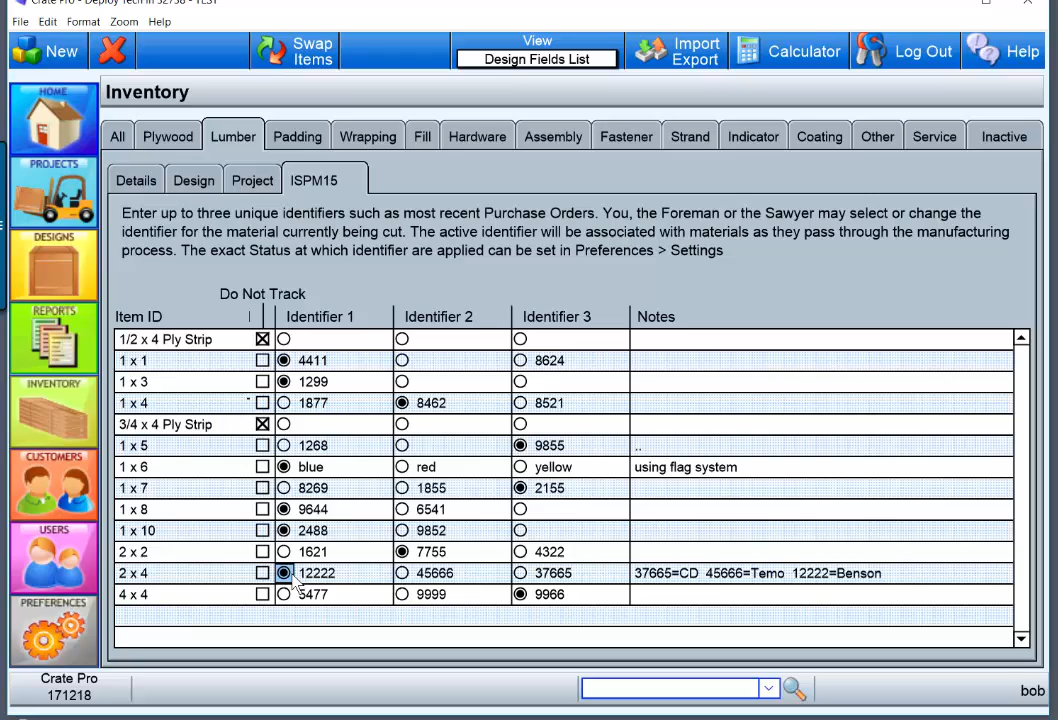 Crate Pro - Deploy Tech in 32758 - TEST
File Edit Format Zoom Help
New
Swap Items
View
Design Fields List
Import Export
Calculator
Log Out
Help
HOME
PROJECTS
DESIGNS
REPORTS
INVENTORY
CUSTOMERS
USERS
PREFERENCES
Inventory
All Plywood Lumber Padding Wrapping Fill Hardware Assembly Fastener Strand Indicator Coating Other Service Inactive
Details Design Project ISPM15
Enter up to three unique identifiers such as most recent Purchase Orders. You, the Foreman or the Sawyer may select or change the
identifier for the material currently being cut. The active identifier will be associated with materials as they pass through the manufacturing
process. The exact Status at which identifier are applied can be set in Preferences > Settings
Do Not Track
Item ID Identifier 1 Identifier 2 Identifier 3 Notes
1/2 x 4 Ply Strip
1 x 1 4411 8624
1 x 3 1299
1 x 4 1877 8462 8521
3/4 x 4 Ply Strip
1 x 5 1268 9855 ..
1 x 6 blue red yellow using flag system
1 x 7 8269 1855 2155
1 x 8 9644 6541
1 x 10 2488 9852
2 x 2 1621 7755 4322
2 x 4 12222 45666 37665 37665=CD 45666=Temo 12222=Benson
4 x 4 5477 9999 9966
Crate Pro
171218
bob